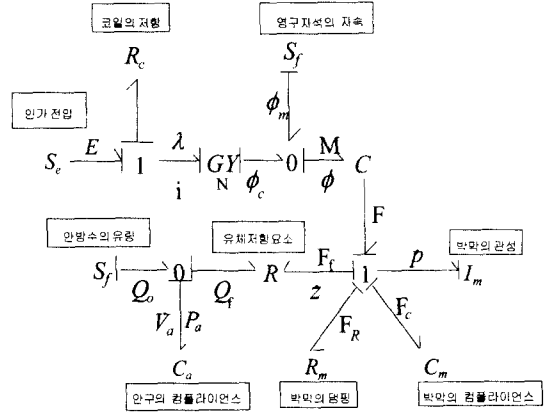 코일의 저항
영구자석의 자속
R_c
S_f
인가 전압
ϕ_m
S_e E 1 λ i GY N ϕ_c 0 M ϕ C
F
안방수의 유량
유체저항요소
박막의 관성
S_f Q_o 0 Q_f R F_f ż 1 p I_m
V_a P_a
F_R F_c
C_a R_m C_m
안구의 컴플라이언스
박막의 댐핑
박막의 컴플라이언스